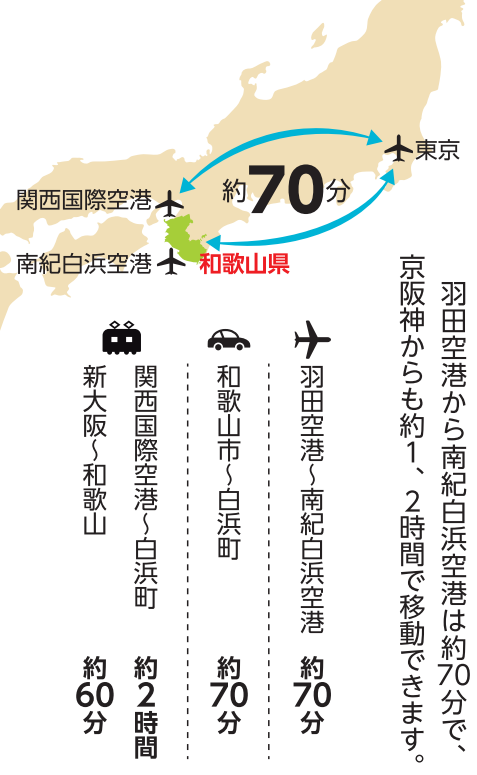 東京
関西国際空港
約70分
南紀白浜空港
和歌山県
羽田空港から南紀白浜空港は約70分で、
京阪神からも約1、2時間で移動できます。
羽田空港～南紀白浜空港 約70分
和歌山市～白浜町 約70分
関西国際空港～白浜町 約2時間
新大阪～和歌山 約60分